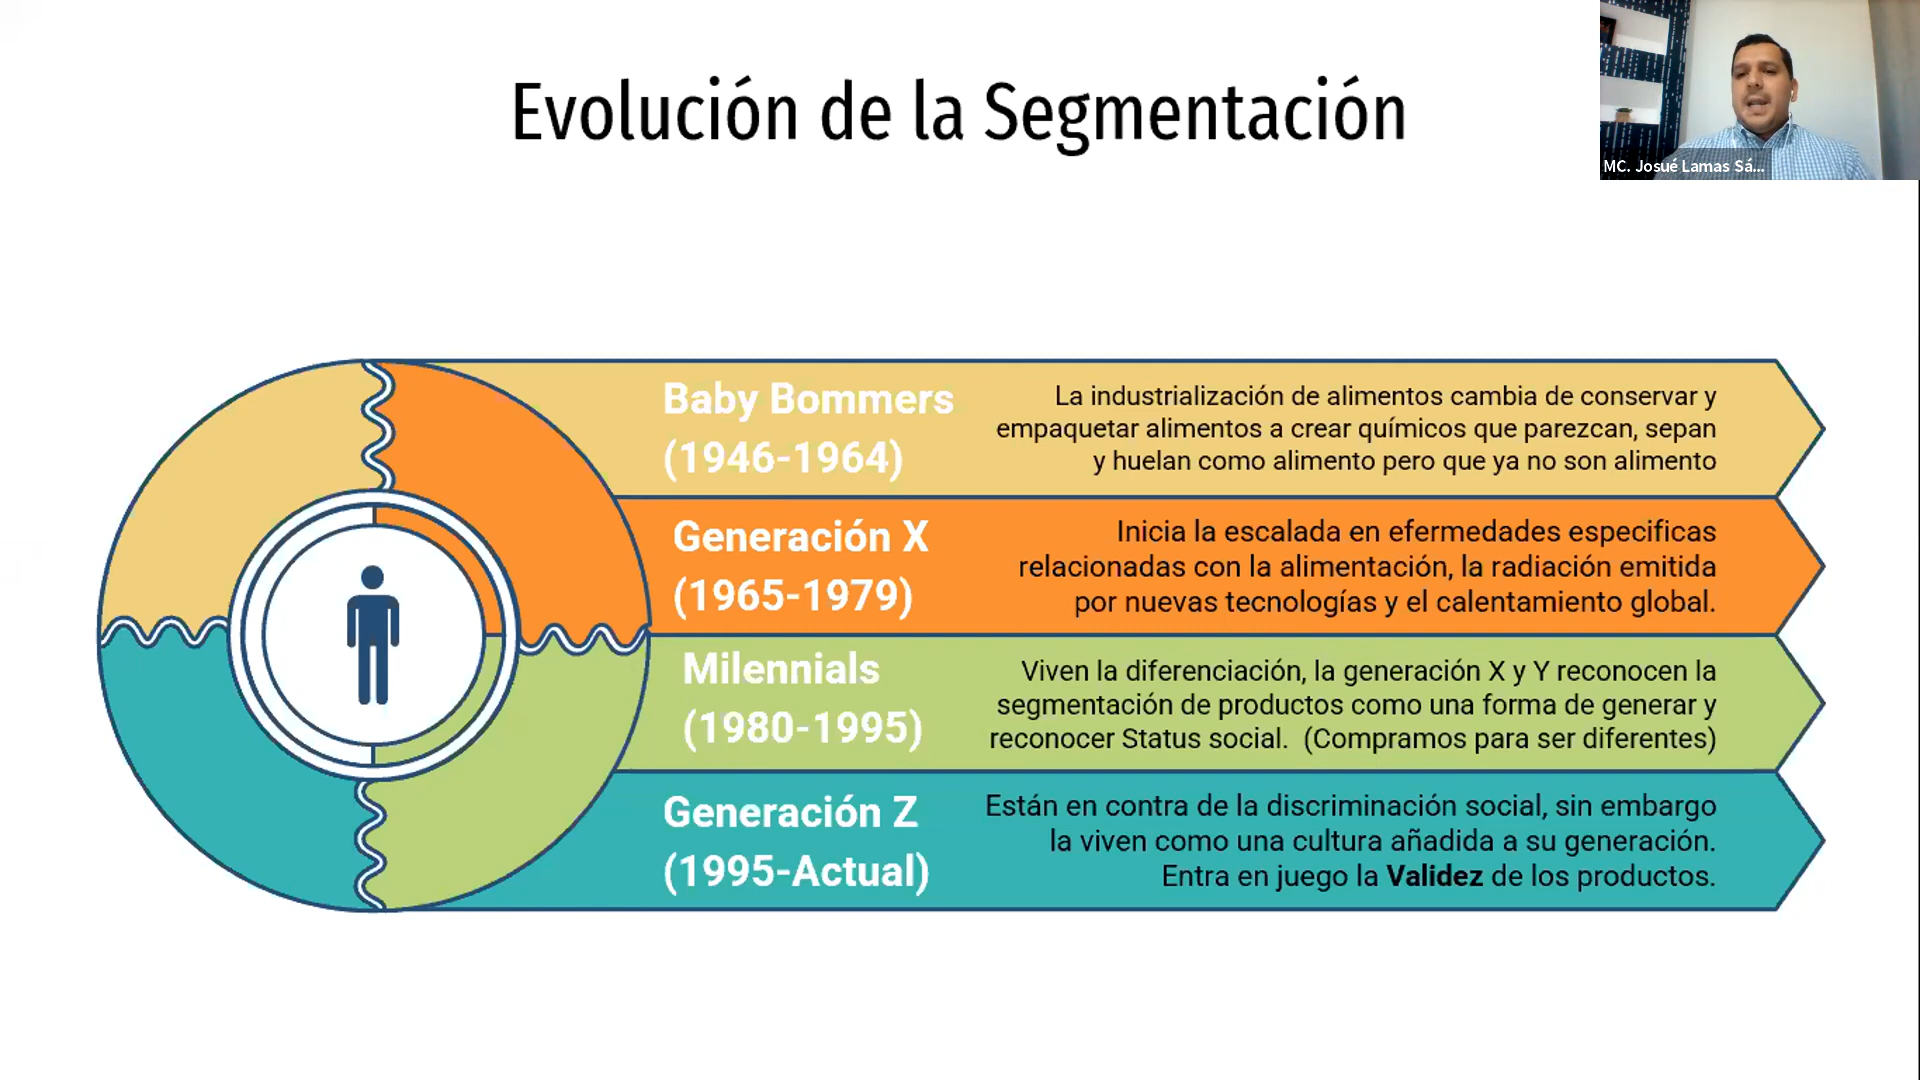 Evolución de la Segmentación
MC. Josué Lamas Sá...
Baby Bommers
(1946-1964)
La industrialización de alimentos cambia de conservar y
empaquetar alimentos a crear químicos que parezcan, sepan
y huelan como alimento pero que ya no son alimento
Generación X
(1965-1979)
Inicia la escalada en efermedades especificas
relacionadas con la alimentación, la radiación emitida
por nuevas tecnologías y el calentamiento global.
Milennials
(1980-1995)
Viven la diferenciación, la generación X y Y reconocen la
segmentación de productos como una forma de generar y
reconocer Status social.  (Compramos para ser diferentes)
Generación Z
(1995-Actual)
Están en contra de la discriminación social, sin embargo
la viven como una cultura añadida a su generación.
Entra en juego la Validez de los productos.